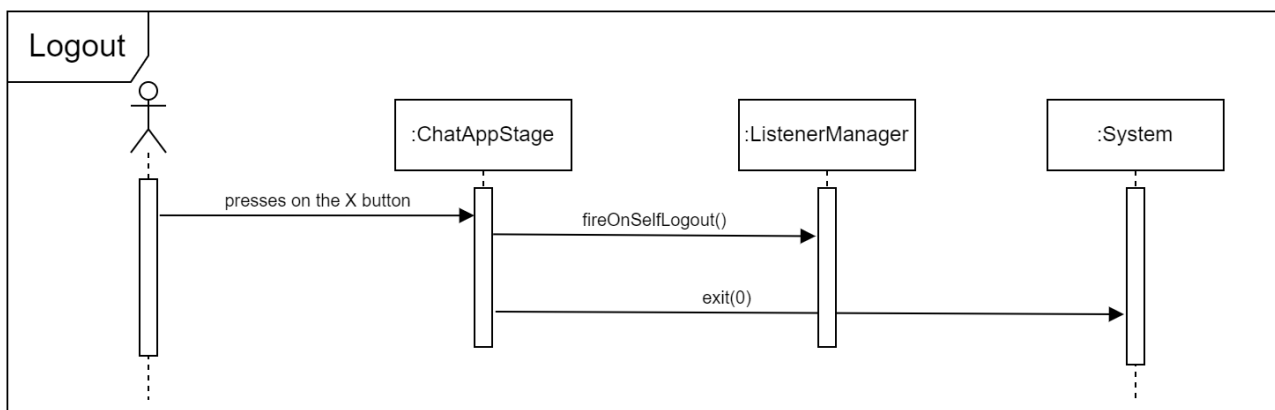 Logout
:ChatAppStage
:ListenerManager
:System
presses on the X button
fireOnSelfLogout()
exit(0)